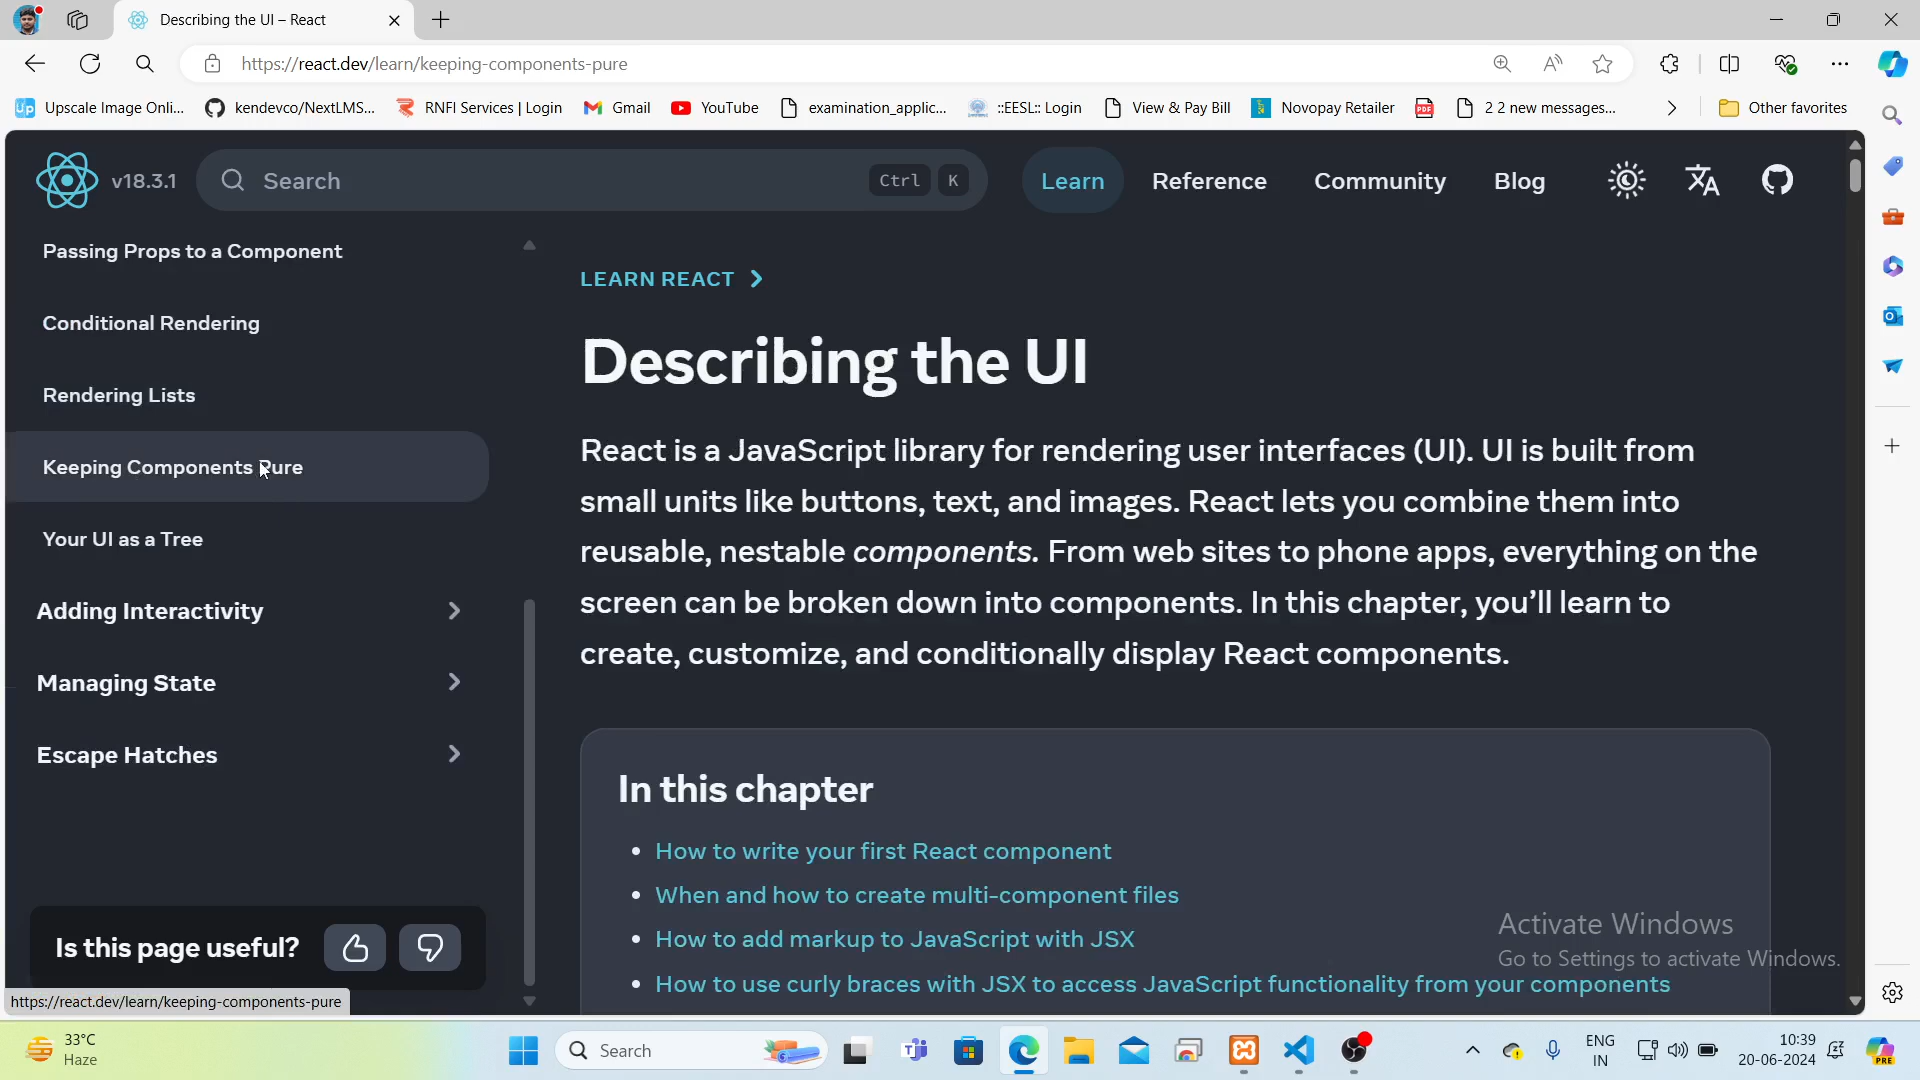 Describing the UI – React
https://react.dev/learn/keeping-components-pure
Upscale Image Onli...
kendevco/NextLMS...
RNFI Services | Login
Gmail
YouTube
examination_applic...
::EESL:: Login
View & Pay Bill
Novopay Retailer
PDF
2 2 new messages...
Other favorites
v18.3.1
Search
Ctrl K
Learn
Reference
Community
Blog
Passing Props to a Component
Conditional Rendering
Rendering Lists
Keeping Components Pure
Your UI as a Tree
Adding Interactivity
Managing State
Escape Hatches
Is this page useful?
https://react.dev/learn/keeping-components-pure
LEARN REACT
Describing the UI
React is a JavaScript library for rendering user interfaces (UI). UI is built from
small units like buttons, text, and images. React lets you combine them into
reusable, nestable components. From web sites to phone apps, everything on the
screen can be broken down into components. In this chapter, you’ll learn to
create, customize, and conditionally display React components.
In this chapter
• How to write your first React component
• When and how to create multi-component files
• How to add markup to JavaScript with JSX
• How to use curly braces with JSX to access JavaScript functionality from your components
Activate Windows
Go to Settings to activate Windows.
33°C
Haze
Search
ENG
IN
10:39
20-06-2024
PRE